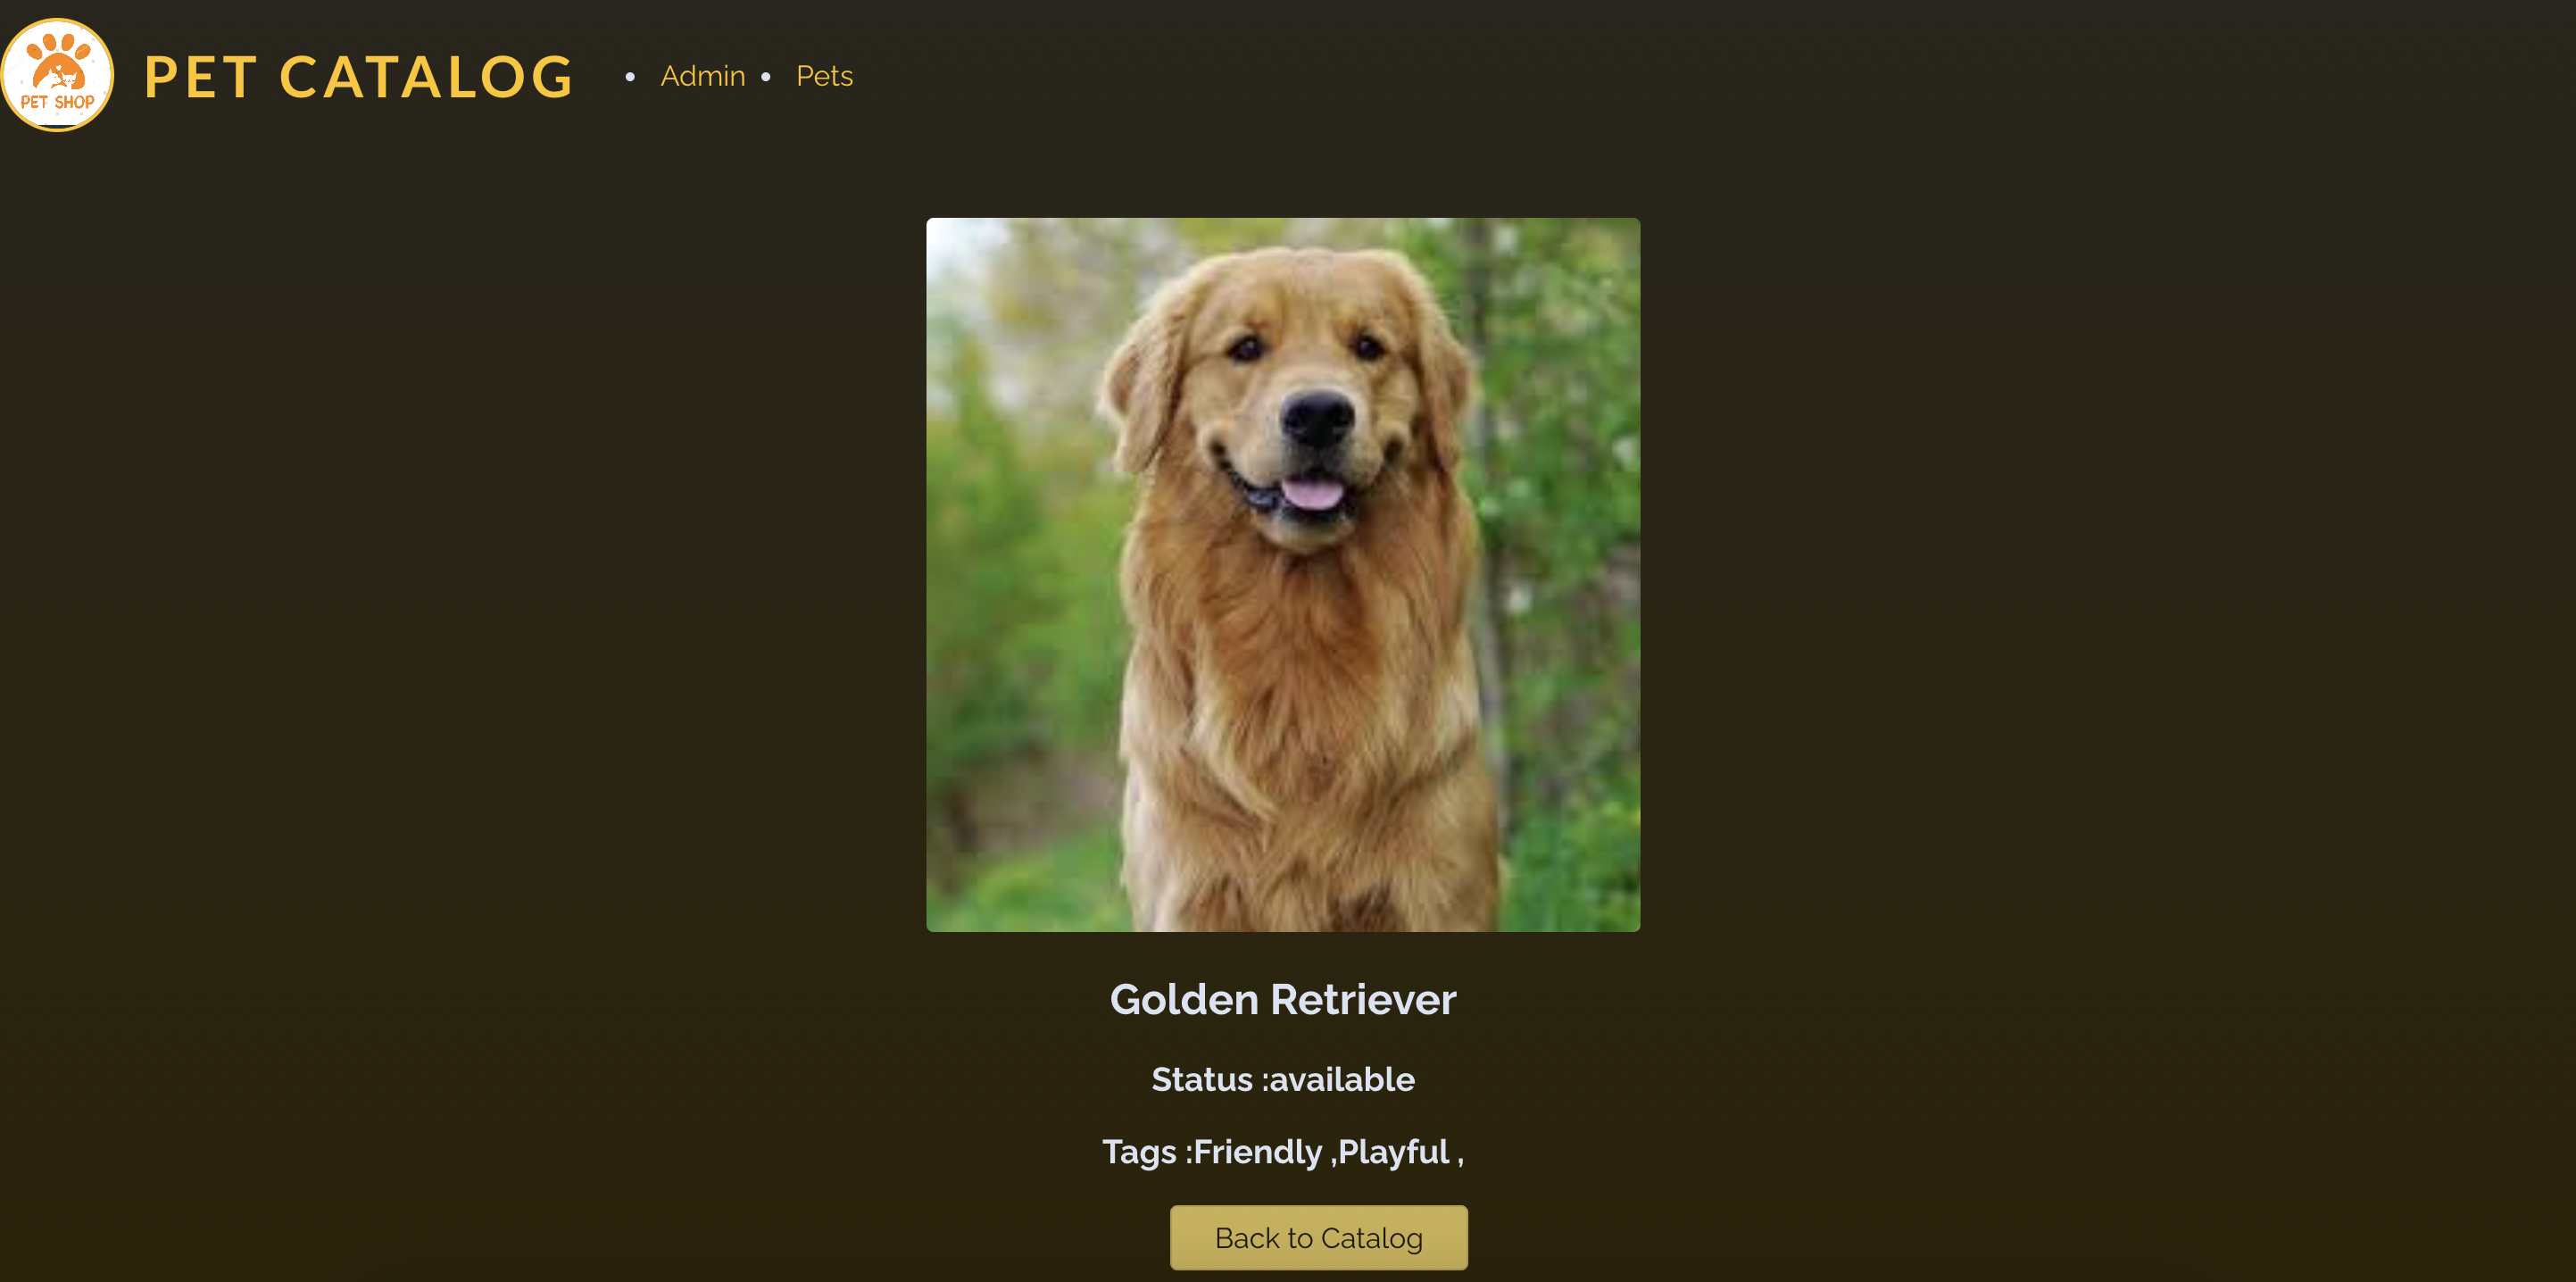 PET SHOP
PET CATALOG
• Admin • Pets
Golden Retriever
Status :available
Tags :Friendly ,Playful ,
Back to Catalog